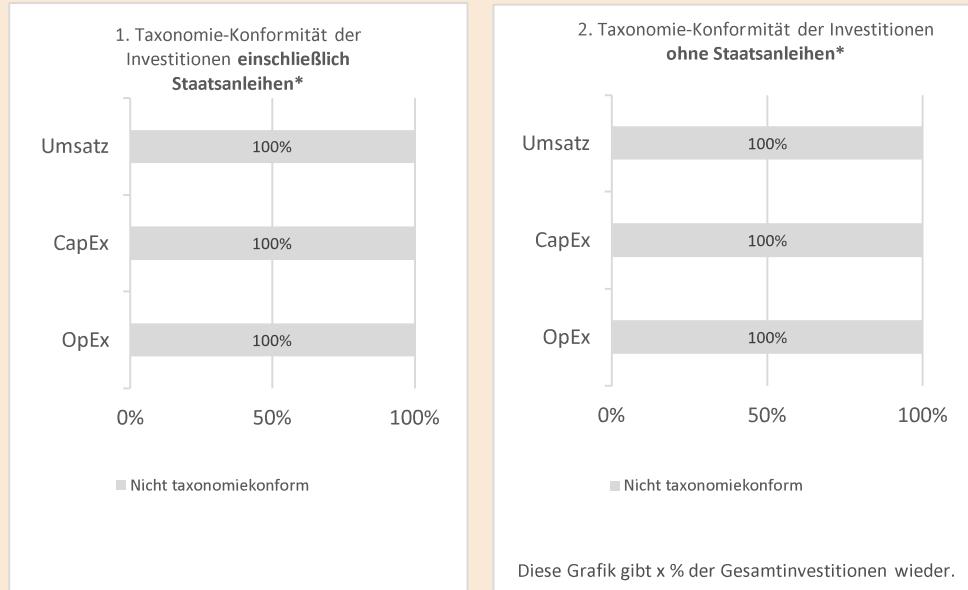 1. Taxonomie-Konformität der
Investitionen einschließlich
Staatsanleihen*
Umsatz
100%
CapEx
100%
OpEx
100%
0% 50% 100%
Nicht taxonomiekonform
2. Taxonomie-Konformität der Investitionen
ohne Staatsanleihen*
Umsatz
100%
CapEx
100%
OpEx
100%
0% 50% 100%
Nicht taxonomiekonform
Diese Grafik gibt x % der Gesamtinvestitionen wieder.